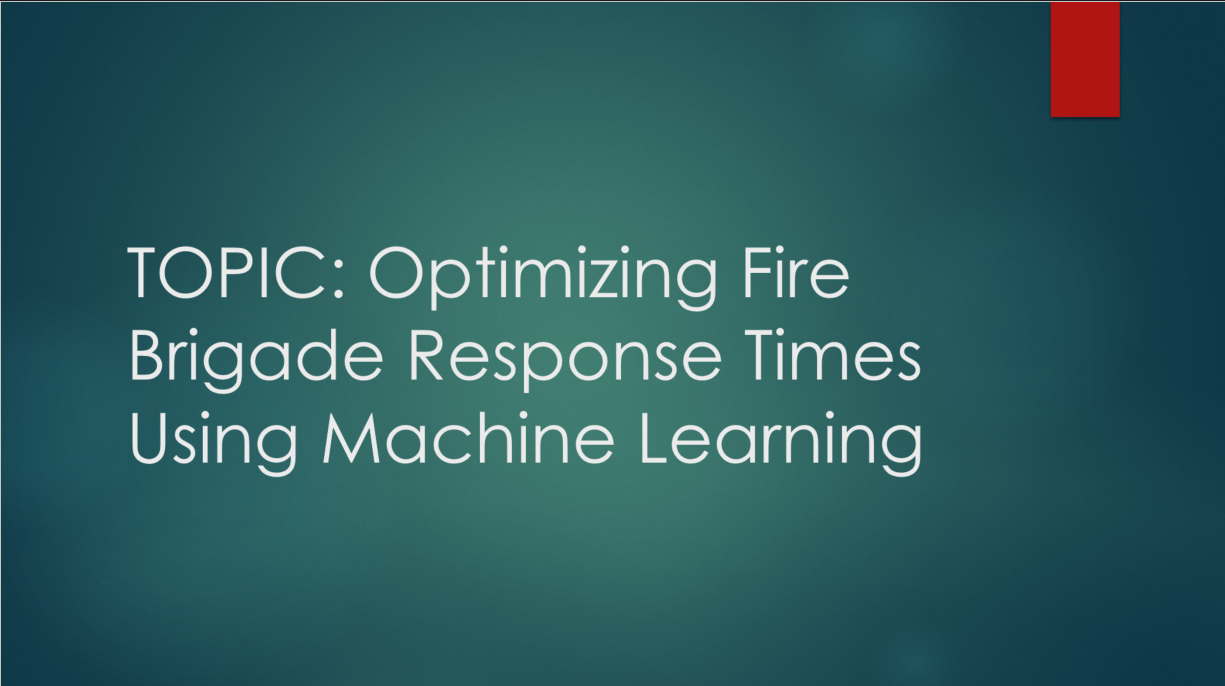 TOPIC: Optimizing Fire
Brigade Response Times
Using Machine Learning